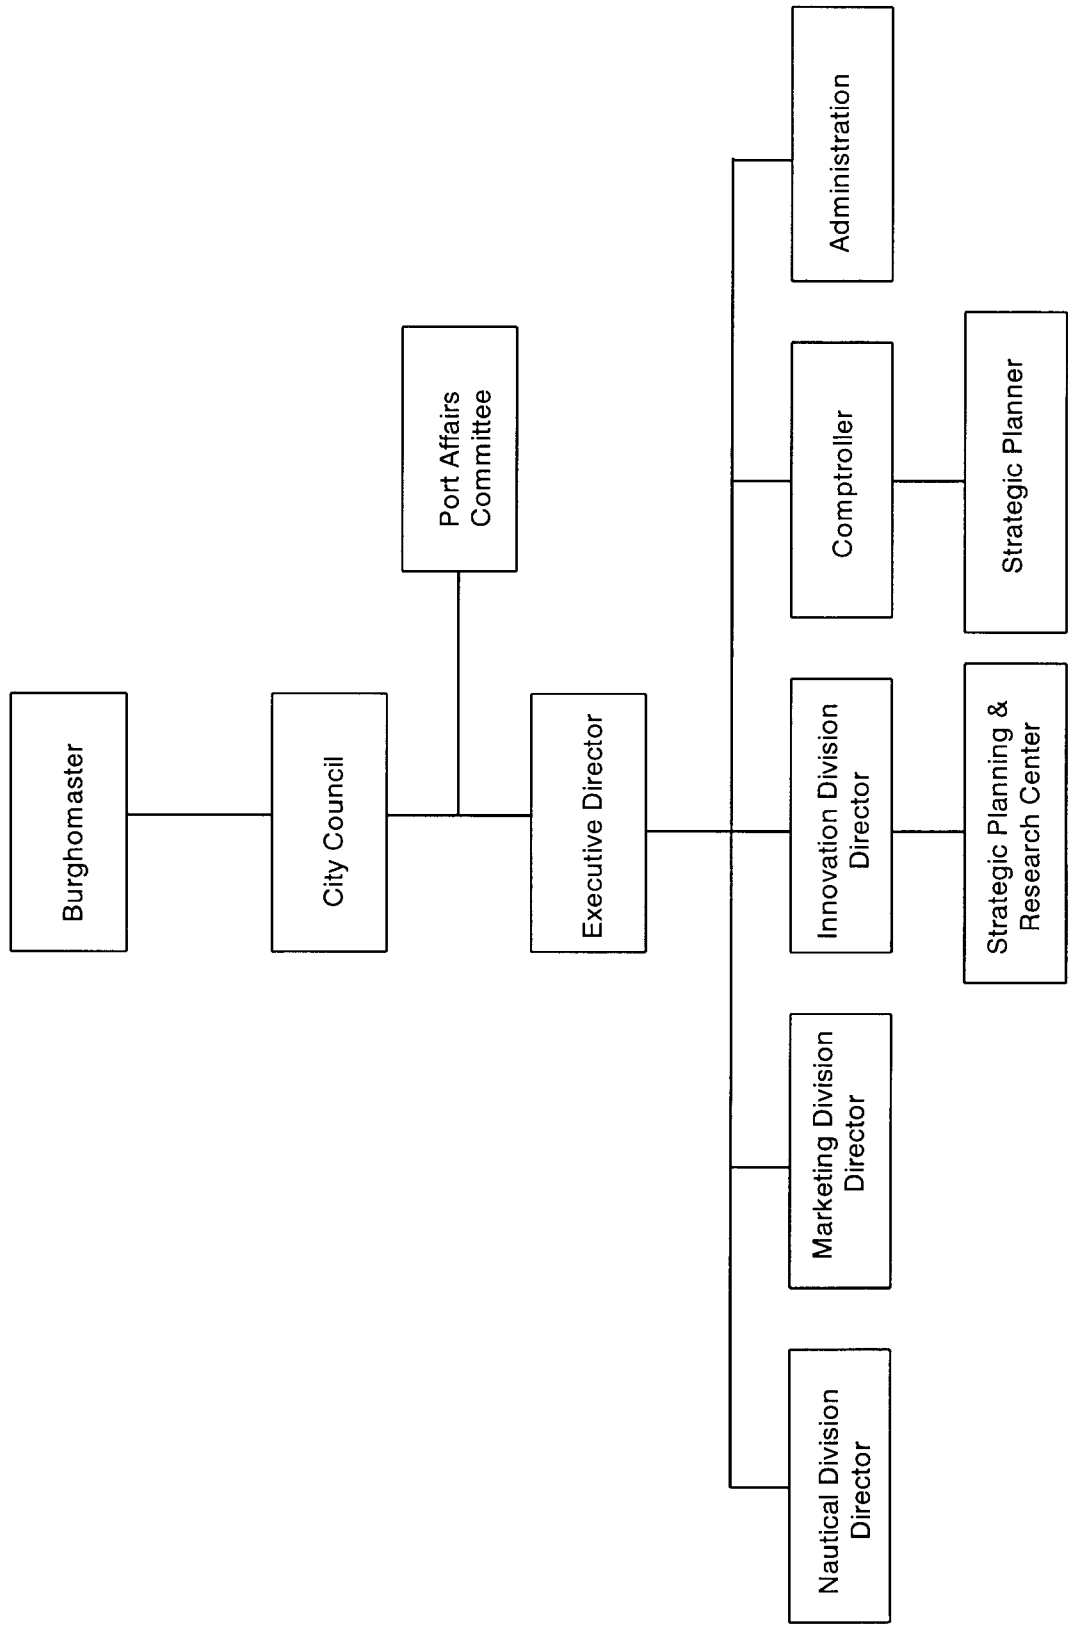 Burghomaster
City Council
Port Affairs
Committee
Executive Director
Nautical Division
Director
Marketing Division
Director
Innovation Division
Director
Comptroller
Administration
Strategic Planning &
Research Center
Strategic Planner